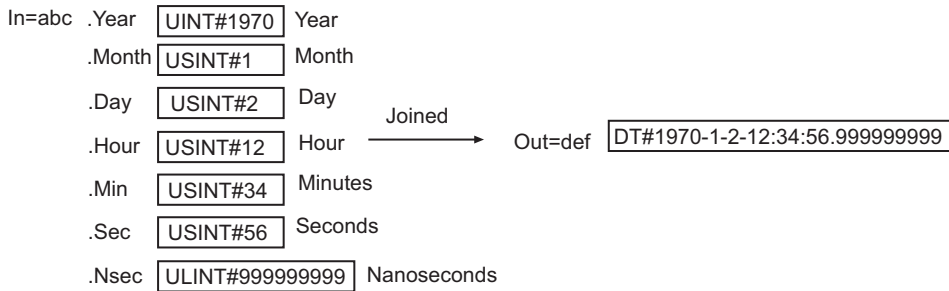 In=abc .Year UINT#1970 Year
.Month USINT#1 Month
.Day USINT#2 Day
Joined
.Hour USINT#12 Hour Out=def DT#1970-1-2-12:34:56.999999999
.Min USINT#34 Minutes
.Sec USINT#56 Seconds
.Nsec ULINT#999999999 Nanoseconds